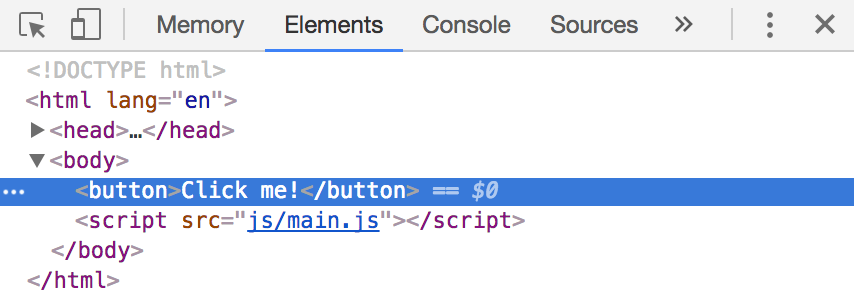 Memory Elements Console Sources »
<!DOCTYPE html>
<html lang="en">
▶<head>…</head>
▼<body>
… <button>Click me!</button> == $0
<script src="js/main.js"></script>
</body>
</html>